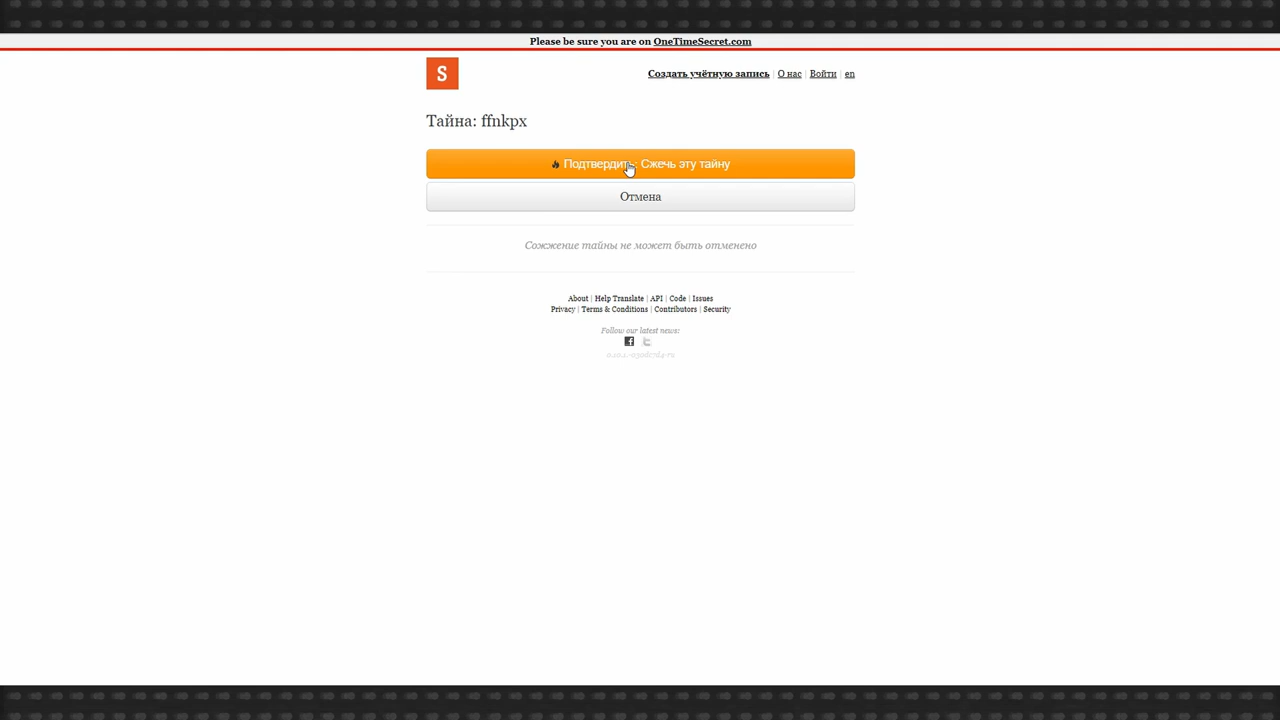 Please be sure you are on OneTimeSecret.com
S
Создать учётную запись | О нас | Войти | en
Тайна: ffnkpx
Подтвердить: Сжечь эту тайну
Отмена
Сожжение тайны не может быть отменено
About | Help Translate | API | Code | Issues
Privacy | Terms & Conditions | Contributors | Security
Follow our latest news: